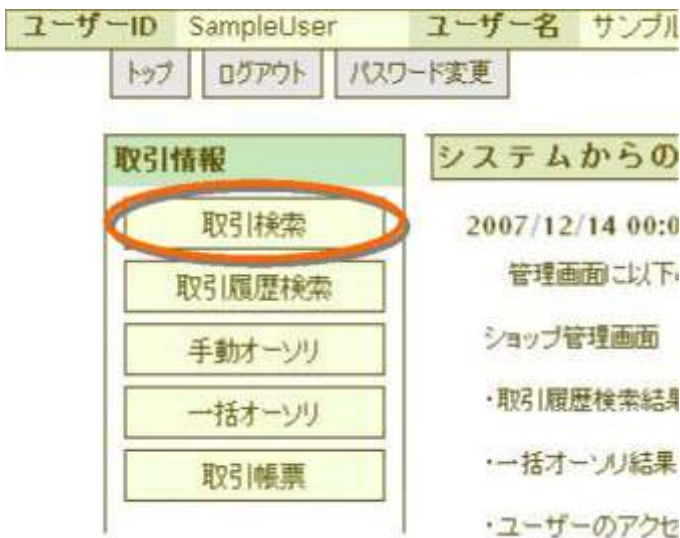 ユーザーID SampleUser ユーザー名 サンプル
トップ ログアウト パスワード変更
取引情報
取引検索
取引履歴検索
手動オーソリ
一括オーソリ
取引帳票
システムからの
2007/12/14 00:0
管理画面に以下
ショップ管理画面
・取引履歴検索結果
・一括オーソリ結果
・ユーザーのアクセ